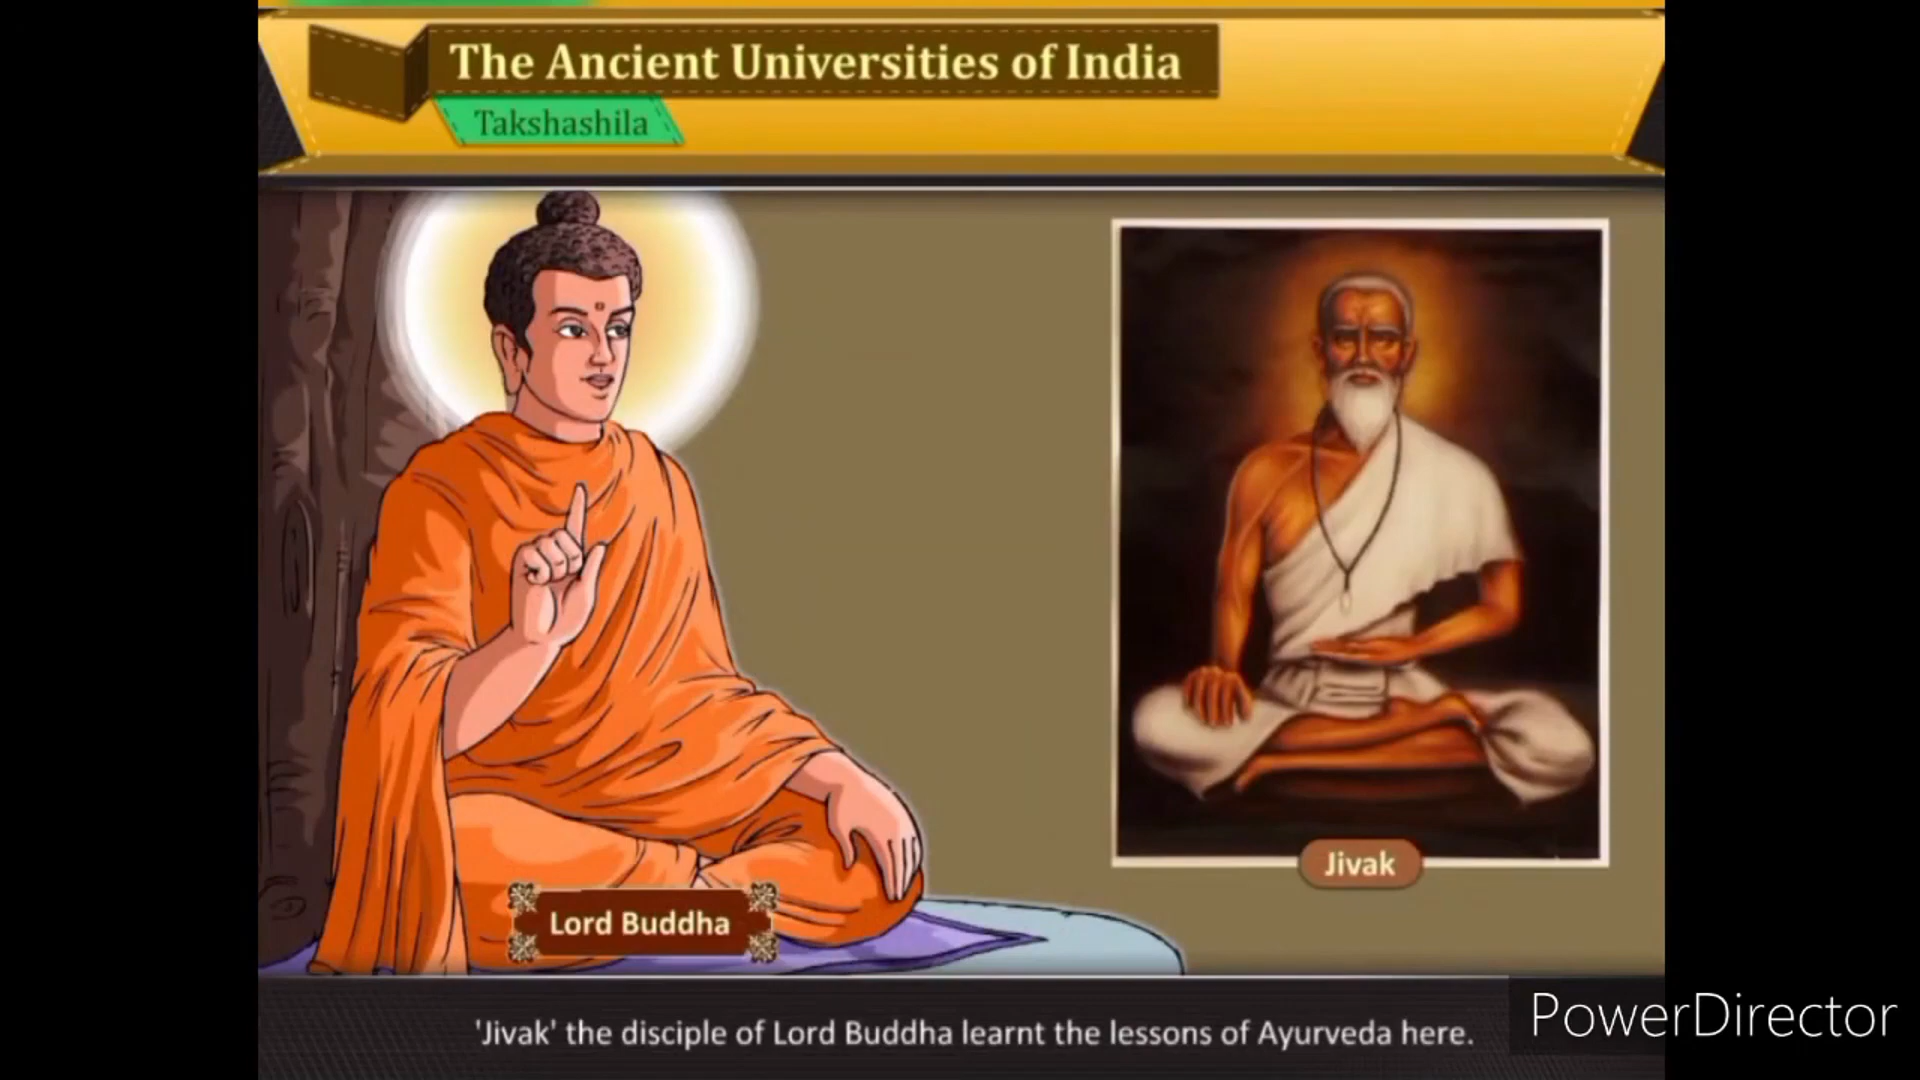 The Ancient Universities of India
Takshashila
Jivak
Lord Buddha
'Jivak' the disciple of Lord Buddha learnt the lessons of Ayurveda here.
PowerDirector